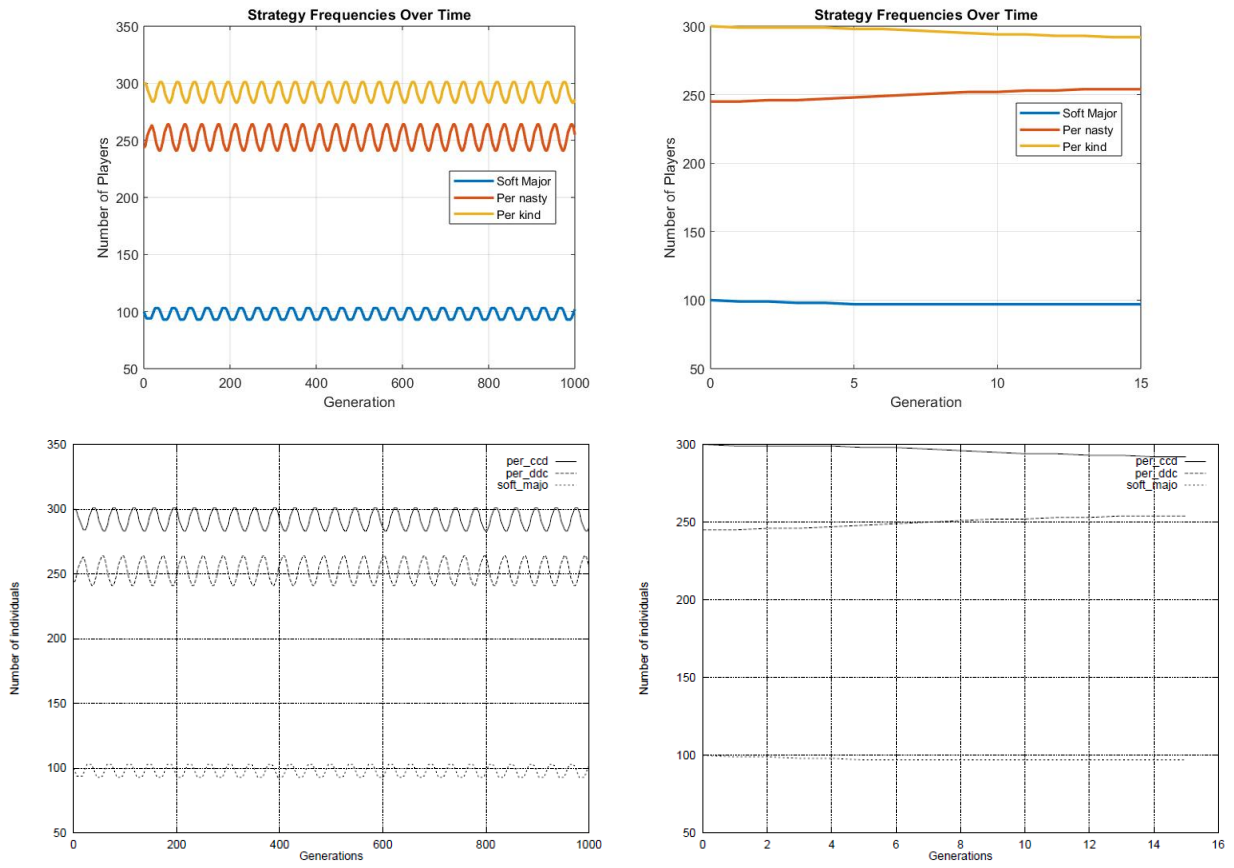 Strategy Frequencies Over Time
350
300
250
200
150
100
50
Number of Players
0 200 400 600 800 1000
Generation
Soft Major
Per nasty
Per kind
Strategy Frequencies Over Time
300
250
200
150
100
50
Number of Players
0 5 10 15
Generation
Soft Major
Per nasty
Per kind
350
300
250
200
150
100
50
Number of individuals
0 200 400 600 800 1000
Generations
per_ccd
per_ddc
soft_majo
300
250
200
150
100
50
Number of individuals
0 2 4 6 8 10 12 14 16
Generations
per_ccd
per_ddc
soft_majo